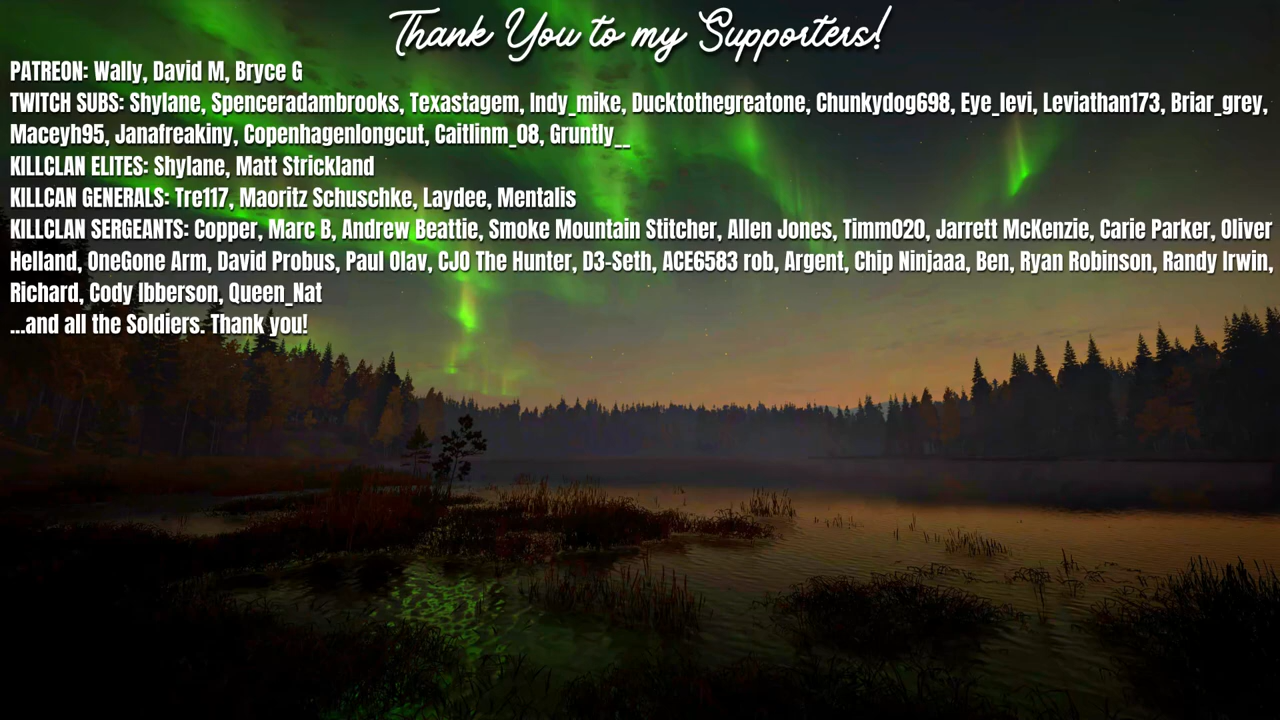 Thank You to my Supporters!
PATREON: Wally, David M, Bryce G
TWITCH SUBS: Shylane, Spenceradambrooks, Texastagem, Indy_mike, Ducktothegreatone, Chunkydog698, Eye_levi, Leviathan173, Briar_grey,
Maceyh95, Janafreakiny, Copenhagenlongcut, Caitlinm_08, Gruntly__
KILLCLAN ELITES: Shylane, Matt Strickland
KILLCAN GENERALS: Tre117, Maoritz Schuschke, Laydee, Mentalis
KILLCLAN SERGEANTS: Copper, Marc B, Andrew Beattie, Smoke Mountain Stitcher, Allen Jones, Timm020, Jarrett McKenzie, Carie Parker, Oliver
Helland, OneGone Arm, David Probus, Paul Olav, CJO The Hunter, D3-Seth, ACE6583 rob, Argent, Chip Ninjaaa, Ben, Ryan Robinson, Randy Irwin,
Richard, Cody Ibberson, Queen_Nat
...and all the Soldiers. Thank you!